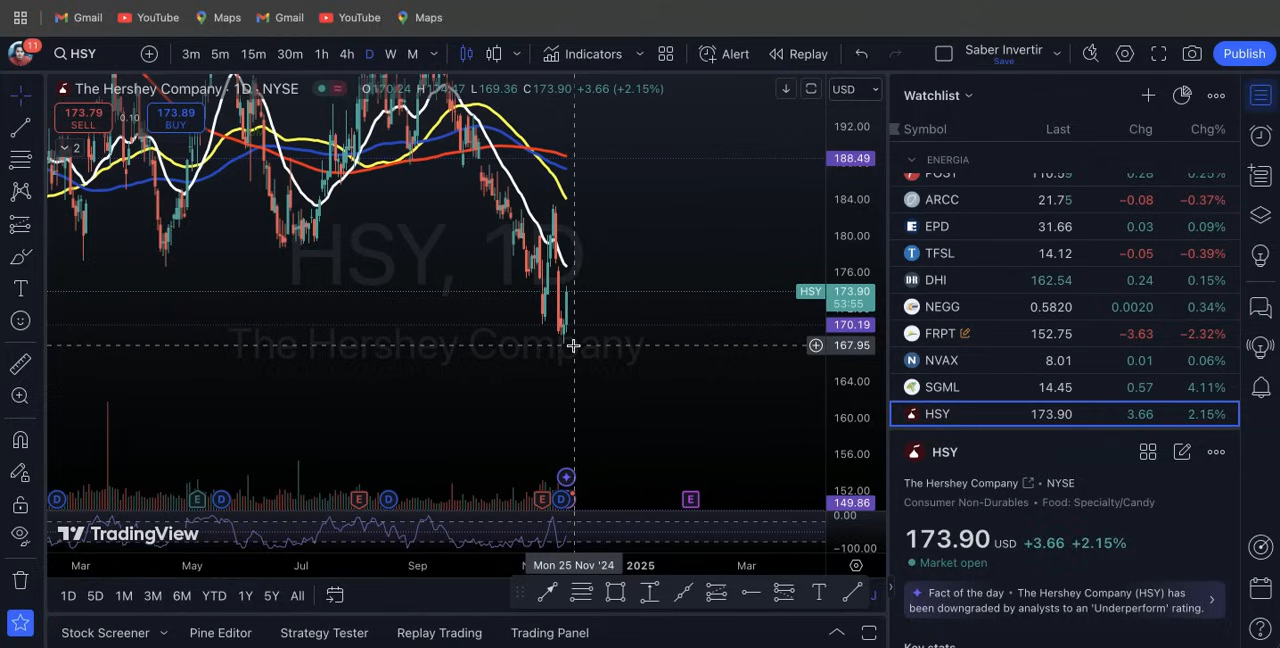 Gmail YouTube Maps Gmail YouTube Maps
11 HSY 3m 5m 15m 30m 1h 4h D W M Indicators Alert Replay Saber Invertir Save Publish
The Hershey Company · 1D · NYSE O170.24 H174.47 L169.36 C173.90 +3.66 (+2.15%) USD
173.79 SELL 0.10 173.89 BUY
2
HSY, 1D
The Hershey Company
192.00
188.49
184.00
180.00
176.00
HSY 173.90
53:55
170.19
167.95
164.00
160.00
156.00
152.00
149.86
0.00
−100.00
D E D E E D E
TradingView
Mar May Jul Sep Mon 25 Nov '24 2025 Mar
1D 5D 1M 3M 6M YTD 1Y 5Y All
Stock Screener Pine Editor Strategy Tester Replay Trading Trading Panel
Watchlist
Symbol Last Chg Chg%
ENERGIA
POST 110.59 0.28 0.25%
ARCC 21.75 −0.08 −0.37%
EPD 31.66 0.03 0.09%
TFSL 14.12 −0.05 −0.39%
DHI 162.54 0.24 0.15%
NEGG 0.5820 0.0020 0.34%
FRPT 152.75 −3.63 −2.32%
NVAX 8.01 0.01 0.06%
SGML 14.45 0.57 4.11%
HSY 173.90 3.66 2.15%
HSY
The Hershey Company · NYSE
Consumer Non-Durables · Food: Specialty/Candy
173.90 USD +3.66 +2.15%
Market open
Fact of the day · The Hershey Company (HSY) has
been downgraded by analysts to an 'Underperform' rating.
Key stats